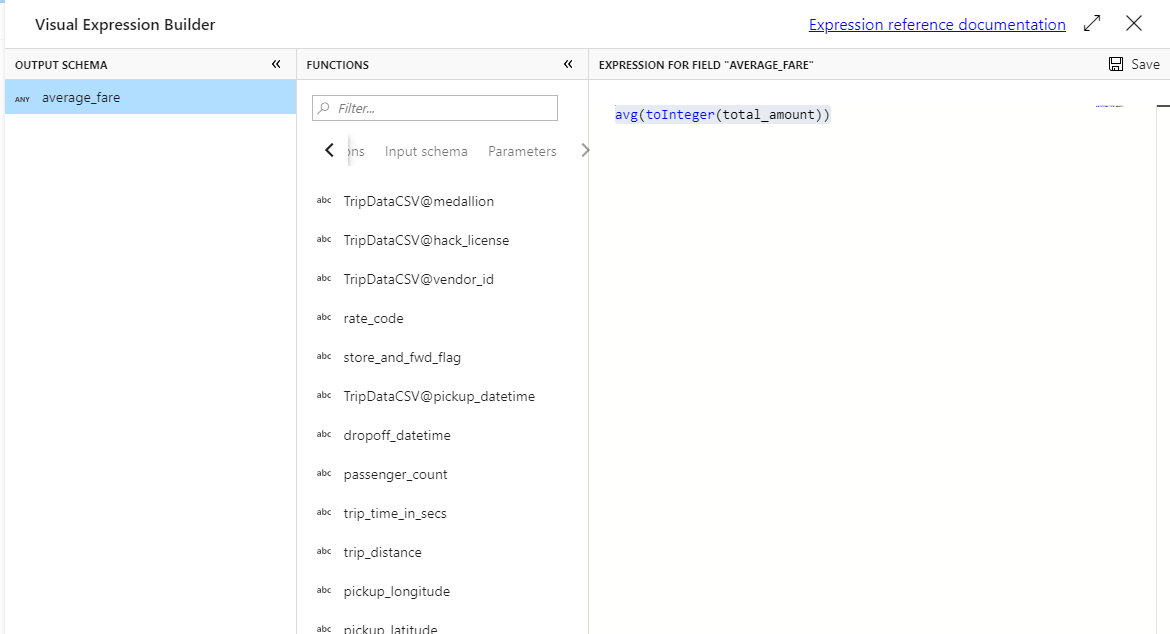 Visual Expression Builder
Expression reference documentation
OUTPUT SCHEMA
«
FUNCTIONS
«
EXPRESSION FOR FIELD "AVERAGE_FARE"
Save
ANY average_fare
Filter...
avg(toInteger(total_amount))
ons Input schema Parameters
abc TripDataCSV@medallion
abc TripDataCSV@hack_license
abc TripDataCSV@vendor_id
abc rate_code
abc store_and_fwd_flag
abc TripDataCSV@pickup_datetime
abc dropoff_datetime
abc passenger_count
abc trip_time_in_secs
abc trip_distance
abc pickup_longitude
abc pickup_latitude